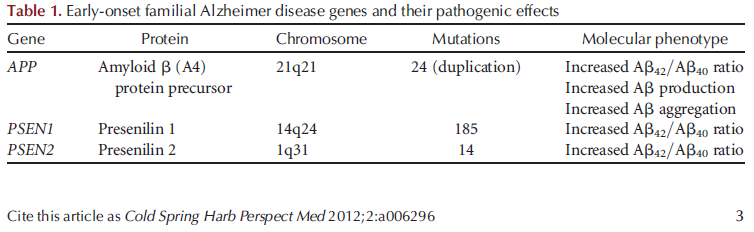 Table 1. Early-onset familial Alzheimer disease genes and their pathogenic effects
Gene Protein Chromosome Mutations Molecular phenotype
APP Amyloid β (A4) 21q21 24 (duplication) Increased Aβ42/Aβ40 ratio
protein precursor Increased Aβ production
Increased Aβ aggregation
PSEN1 Presenilin 1 14q24 185 Increased Aβ42/Aβ40 ratio
PSEN2 Presenilin 2 1q31 14 Increased Aβ42/Aβ40 ratio
Cite this article as Cold Spring Harb Perspect Med 2012;2:a006296 3